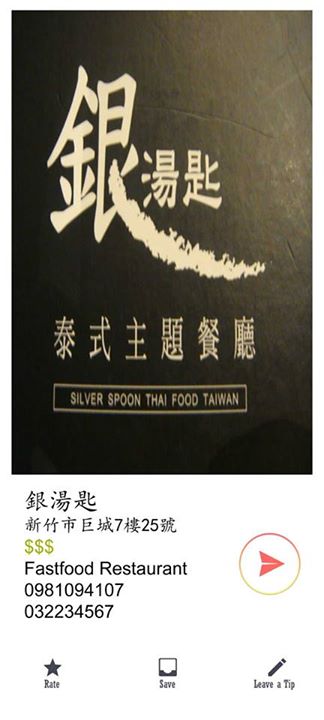 銀湯匙
泰式主題餐廳
SILVER SPOON THAI FOOD TAIWAN
銀湯匙
新竹市巨城7樓25號
$$$
Fastfood Restaurant
0981094107
032234567
Rate
Save
Leave a Tip